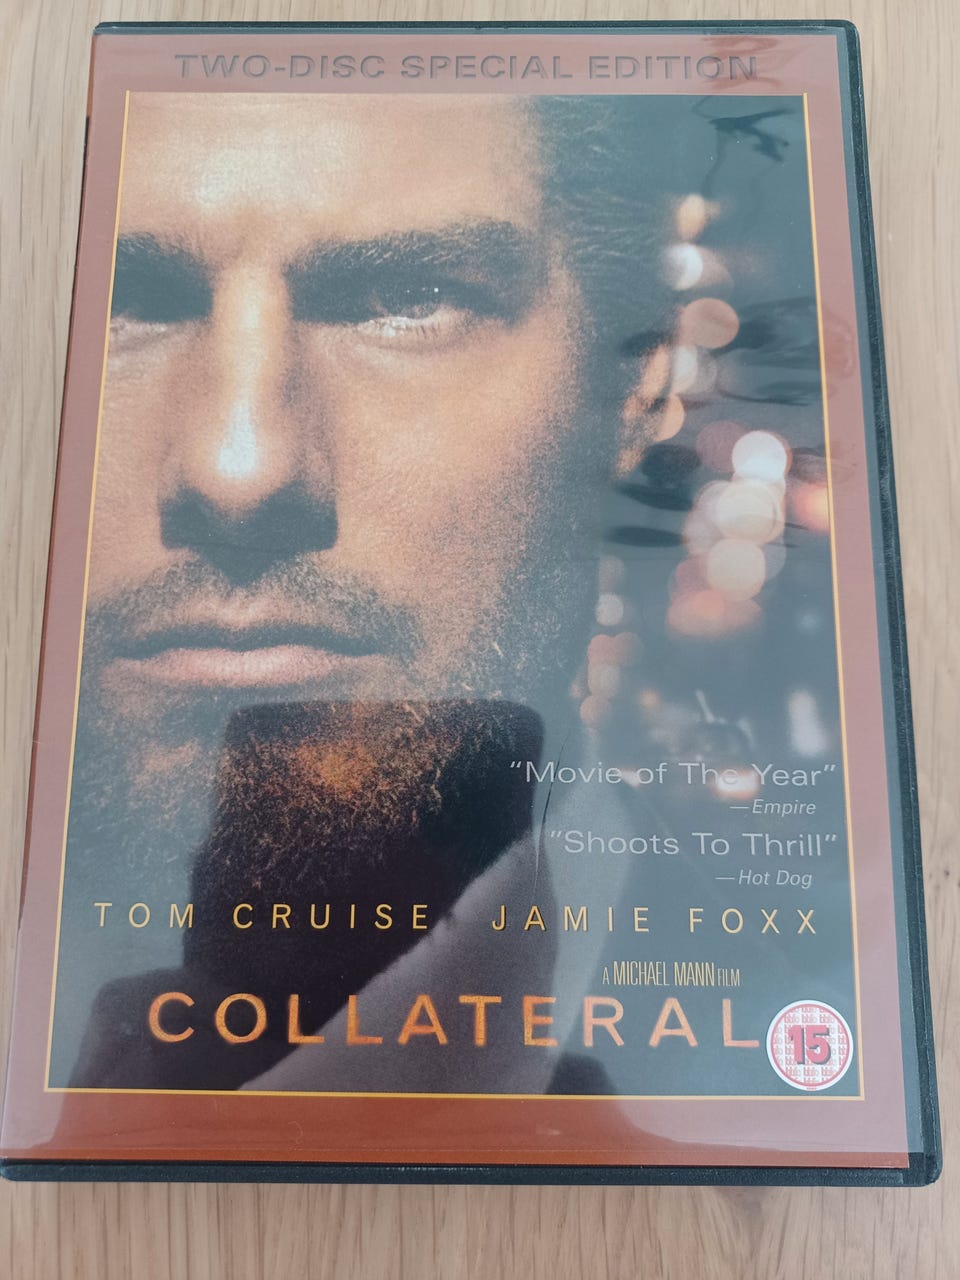 TWO-DISC SPECIAL EDITION
“Movie of The Year”
—Empire
“Shoots To Thrill”
—Hot Dog
TOM CRUISE JAMIE FOXX
A MICHAEL MANN FILM
COLLATERAL
15